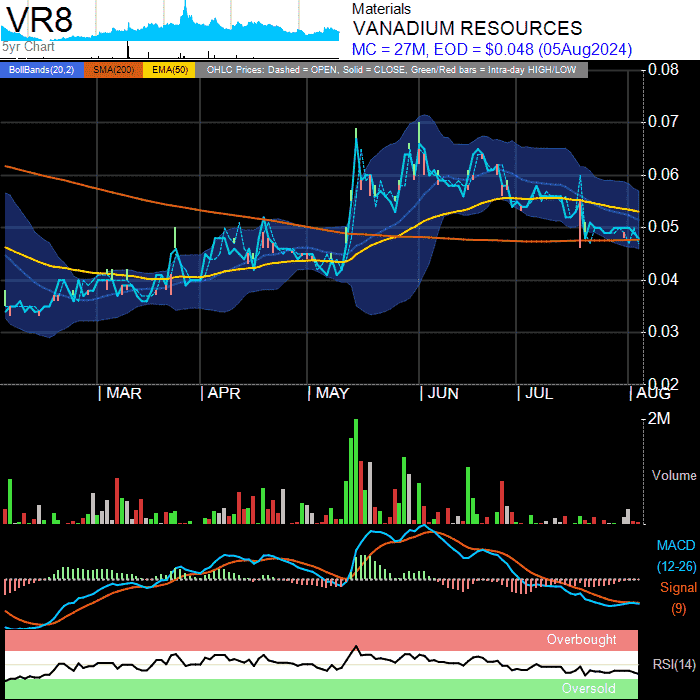 VR8
5yr Chart
Materials
VANADIUM RESOURCES
MC = 27M, EOD = $0.048 (05Aug2024)
BollBands(20,2) SMA(200) EMA(50) OHLC Prices: Dashed = OPEN, Solid = CLOSE, Green/Red bars = Intra-day HIGH/LOW
0.08
0.07
0.06
0.05
0.04
0.03
0.02
| MAR | APR | MAY | JUN | JUL | AUG
2M
Volume
MACD
(12-26)
Signal
(9)
Overbought
RSI(14)
Oversold